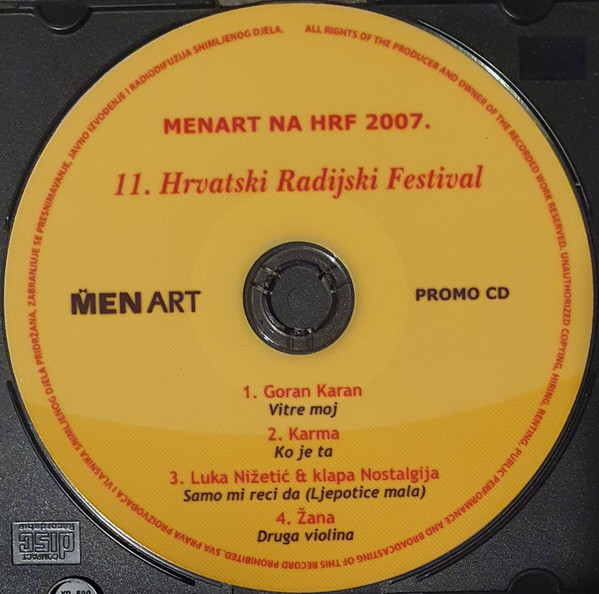 SVA PRAVA PROIZVOĐAČA I VLASNIKA SNIMLJENOG DJELA PRIDRŽANA. ZABRANJUJE SE PRESNIMAVANJE, JAVNO IZVOĐENJE I RADIODIFUZIJA SNIMLJENOG DJELA.
ALL RIGHTS OF THE PRODUCER AND OWNER OF THE RECORDED WORK RESERVED. UNAUTHORIZED COPYING, HIRING, RENTING, PUBLIC PERFORMANCE AND BROADCASTING OF THIS RECORD PROHIBITED.
MENART NA HRF 2007.
11. Hrvatski Radijski Festival
MENART
PROMO CD
1. Goran Karan
Vitre moj
2. Karma
Ko je ta
3. Luka Nižetić & klapa Nostalgija
Samo mi reci da (Ljepotice mala)
4. Žana
Druga violina
COMPACT
disc
Recordable